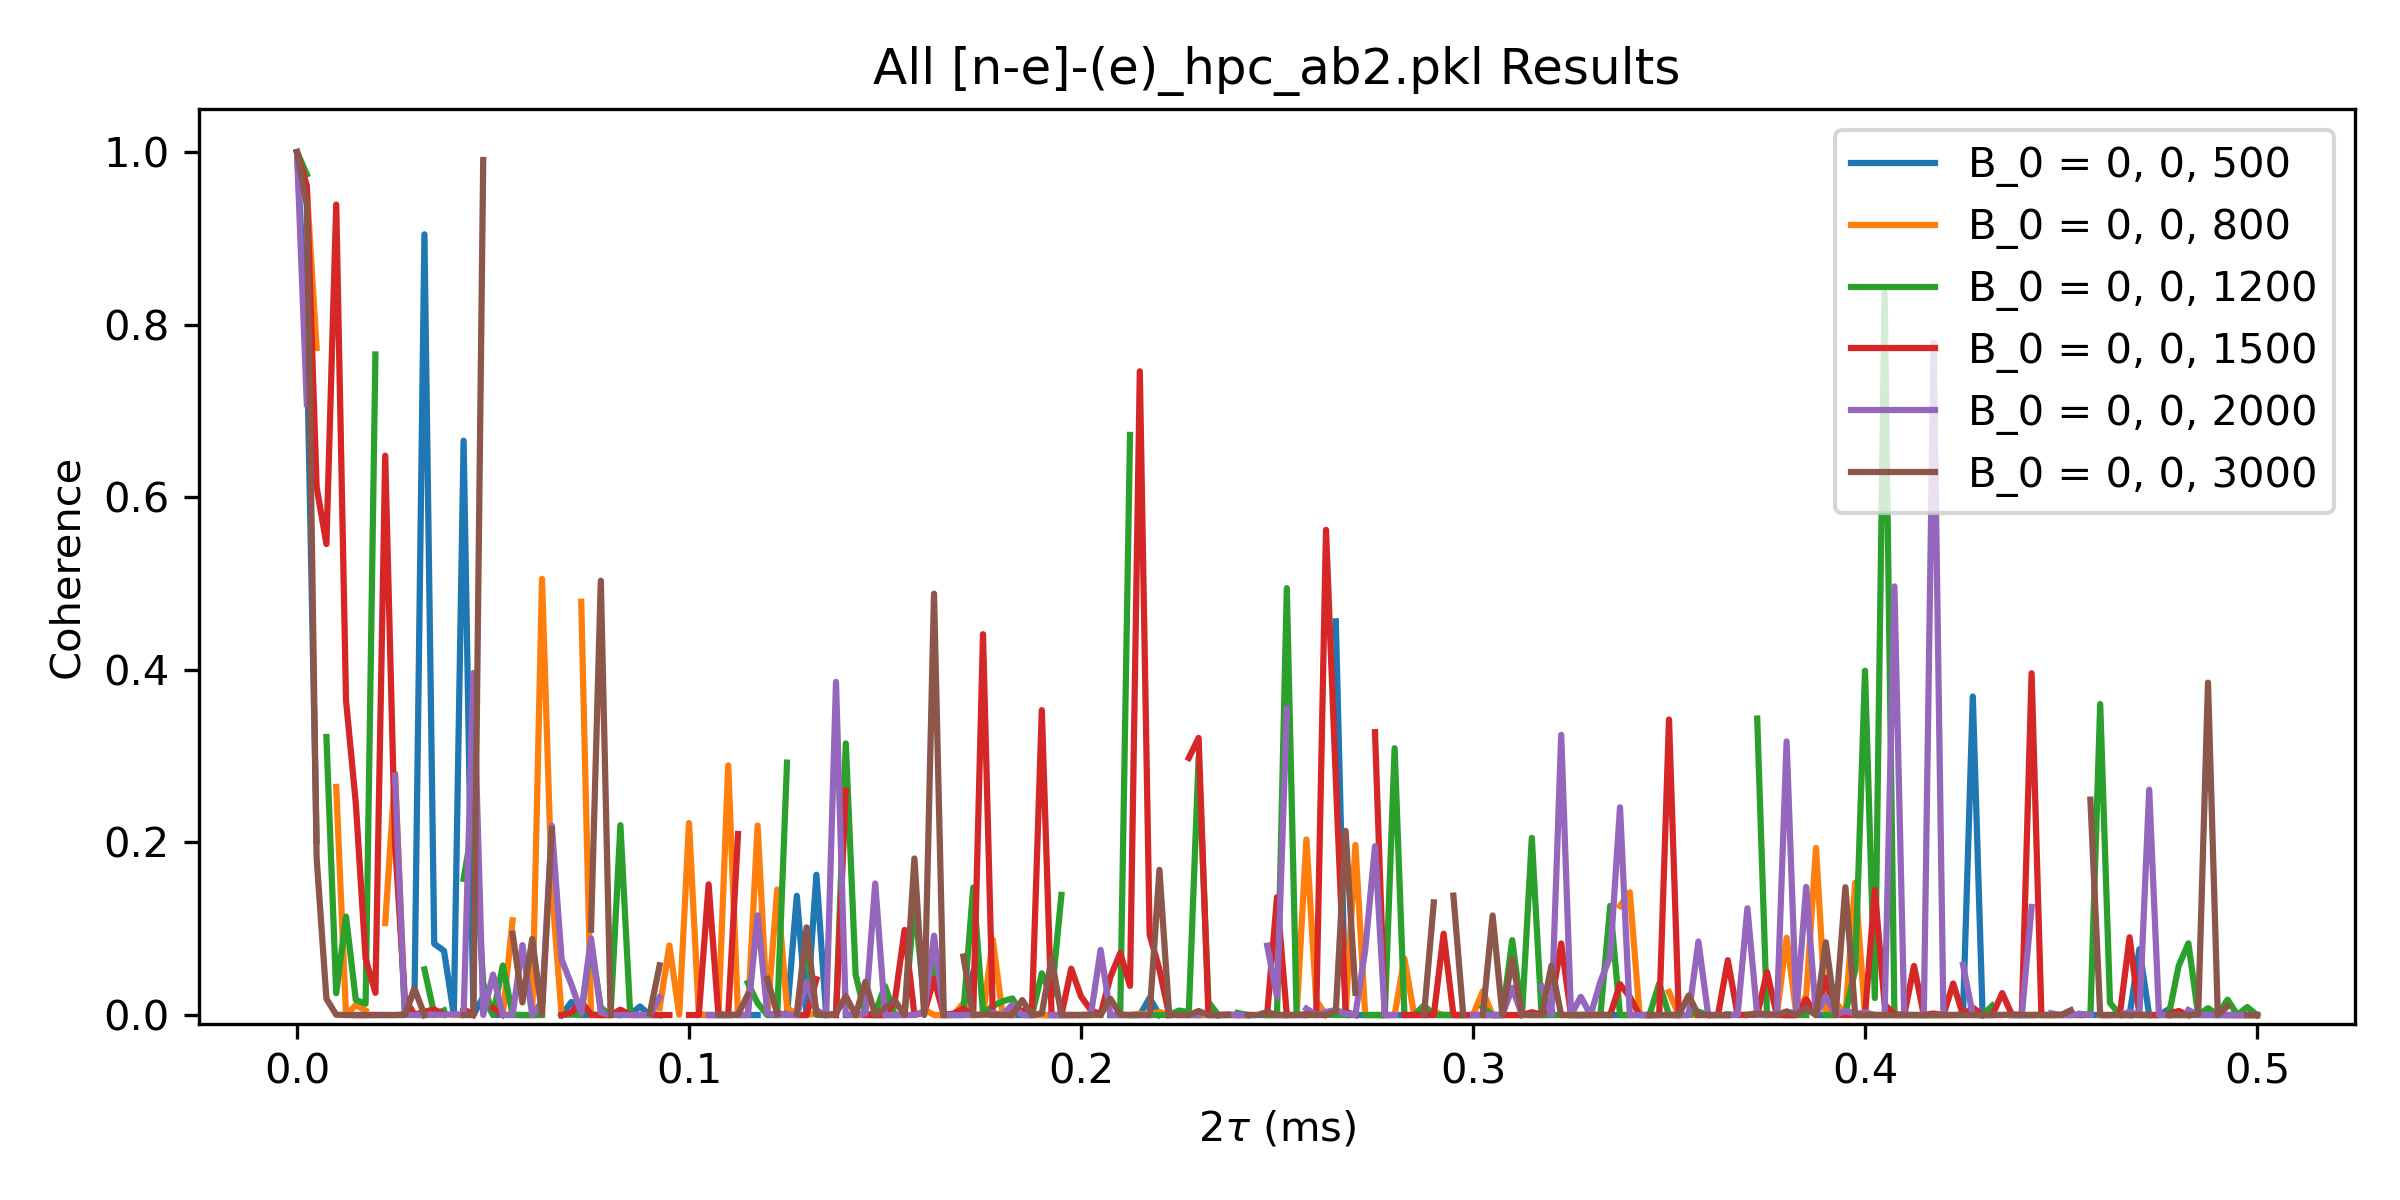 All [n-e]-(e)_hpc_ab2.pkl Results
Coherence
1.0
0.8
0.6
0.4
0.2
0.0
B_0 = 0, 0, 500
B_0 = 0, 0, 800
B_0 = 0, 0, 1200
B_0 = 0, 0, 1500
B_0 = 0, 0, 2000
B_0 = 0, 0, 3000
0.0 0.1 0.2 0.3 0.4 0.5
2τ (ms)